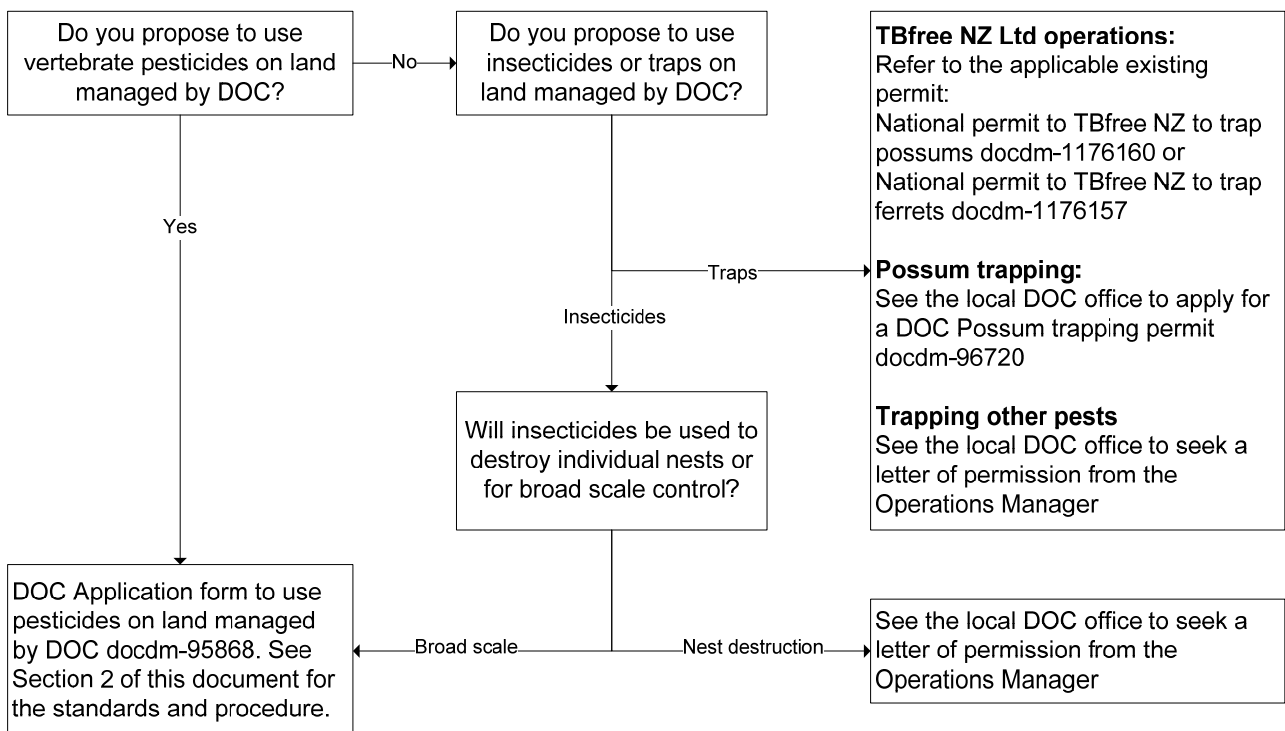 Do you propose to use
vertebrate pesticides on land
managed by DOC?
No
Do you propose to use
insecticides or traps on
land managed by DOC?
TBfree NZ Ltd operations:
Refer to the applicable existing
permit:
National permit to TBfree NZ to trap
possums docdm-1176160 or
National permit to TBfree NZ to trap
ferrets docdm-1176157
Possum trapping:
See the local DOC office to apply for
a DOC Possum trapping permit
docdm-96720
Trapping other pests
See the local DOC office to seek a
letter of permission from the
Operations Manager
Yes
Traps
Insecticides
Will insecticides be used to
destroy individual nests or
for broad scale control?
DOC Application form to use
pesticides on land managed
by DOC docdm-95868. See
Section 2 of this document for
the standards and procedure.
Broad scale
Nest destruction
See the local DOC office to seek a
letter of permission from the
Operations Manager